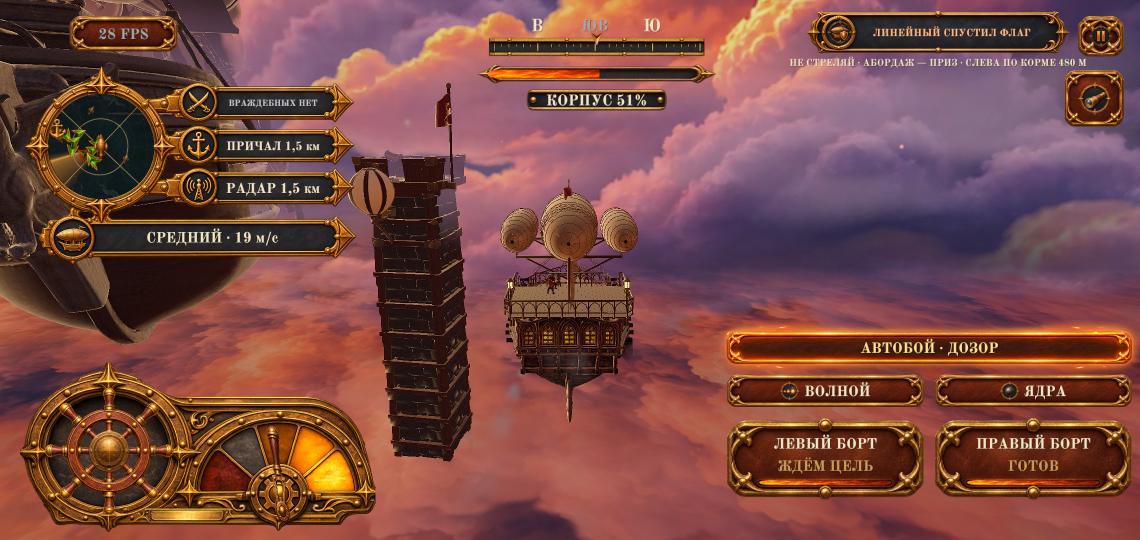 28 FPS
В ЮВ Ю
ЛИНЕЙНЫЙ СПУСТИЛ ФЛАГ
НЕ СТРЕЛЯЙ · АБОРДАЖ — ПРИЗ · СЛЕВА ПО КОРМЕ 480 М
КОРПУС 51%
ВРАЖДЕБНЫХ НЕТ
ПРИЧАЛ 1,5 км
РАДАР 1,5 км
СРЕДНИЙ · 19 м/с
АВТОБОЙ · ДОЗОР
ВОЛНОЙ
ЯДРА
ЛЕВЫЙ БОРТ
ЖДЁМ ЦЕЛЬ
ПРАВЫЙ БОРТ
ГОТОВ